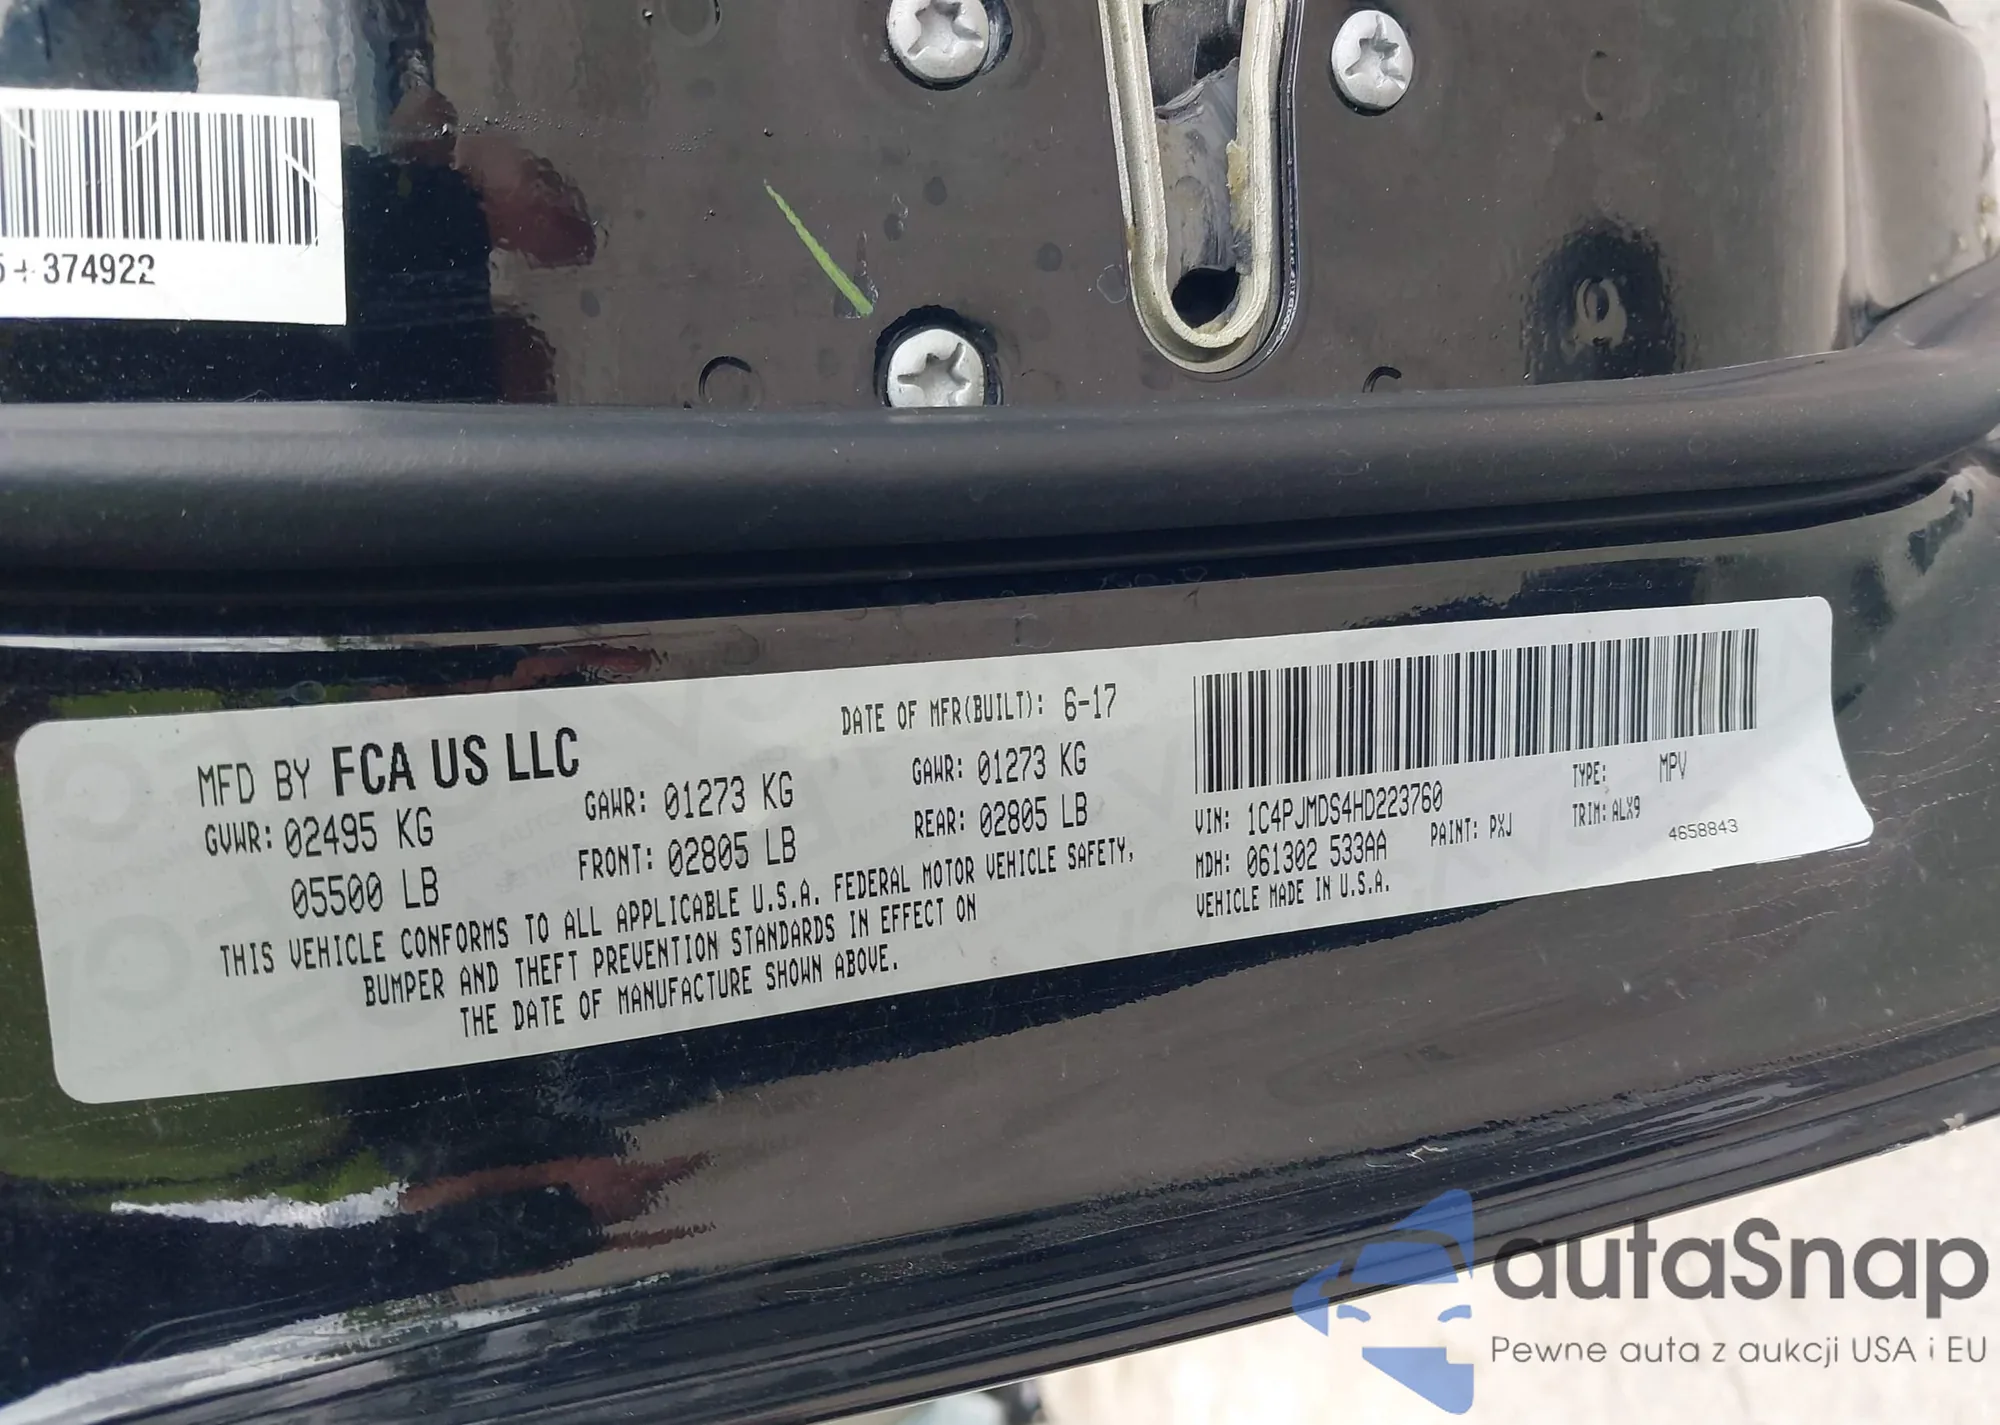 5+374922
MFD BY FCA US LLC
DATE OF MFR(BUILT): 6-17
GVWR: 02495 KG
05500 LB
GAWR: 01273 KG
FRONT: 02805 LB
GAWR: 01273 KG
REAR: 02805 LB
THIS VEHICLE CONFORMS TO ALL APPLICABLE U.S.A. FEDERAL MOTOR VEHICLE SAFETY,
BUMPER AND THEFT PREVENTION STANDARDS IN EFFECT ON
THE DATE OF MANUFACTURE SHOWN ABOVE.
VIN: 1C4PJMDS4HD223760
TYPE: MPV
MDH: 061302 533AA
PAINT: PXJ
TRIM: ALX9
VEHICLE MADE IN U.S.A.
4658843
autaSnap
Pewne auta z aukcji USA i EU